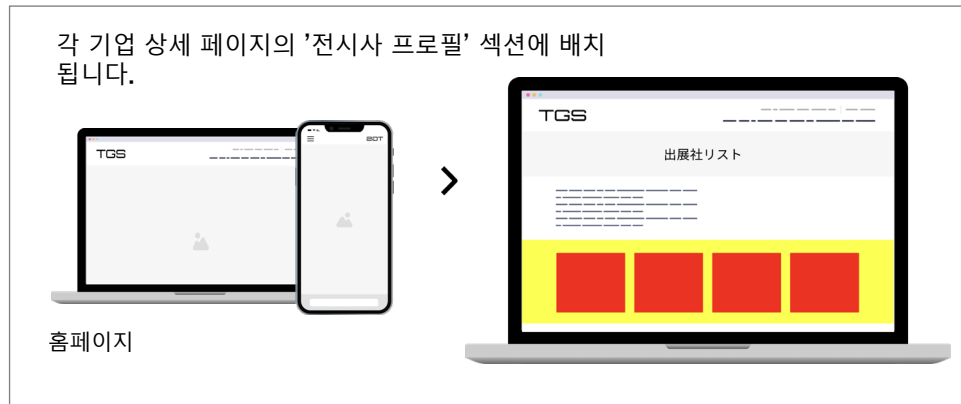 각 기업 상세 페이지의 ’전시사 프로필’ 섹션에 배치
됩니다.
TGS
TGS
出展社リスト
홈페이지